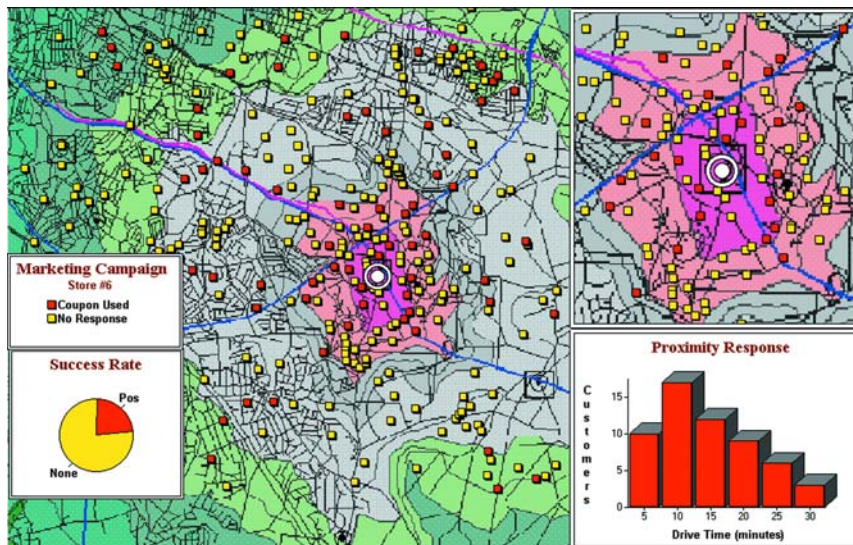 Marketing Campaign
Store #6
Coupon Used
No Response
Success Rate
Pos
None
Proximity Response
Customers
15
10
5
0
5 10 15 20 25 30
Drive Time (minutes)